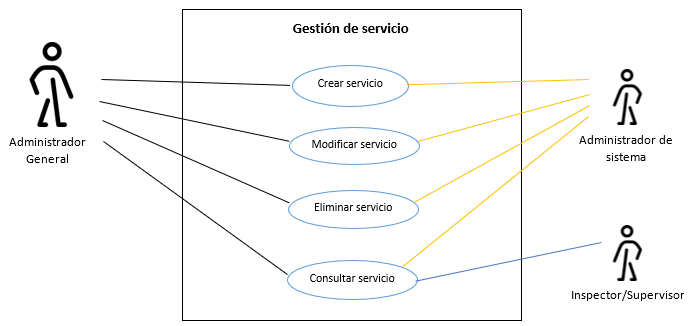 Gestión de servicio
Crear servicio
Modificar servicio
Eliminar servicio
Consultar servicio
Administrador
General
Administrador de
sistema
Inspector/Supervisor